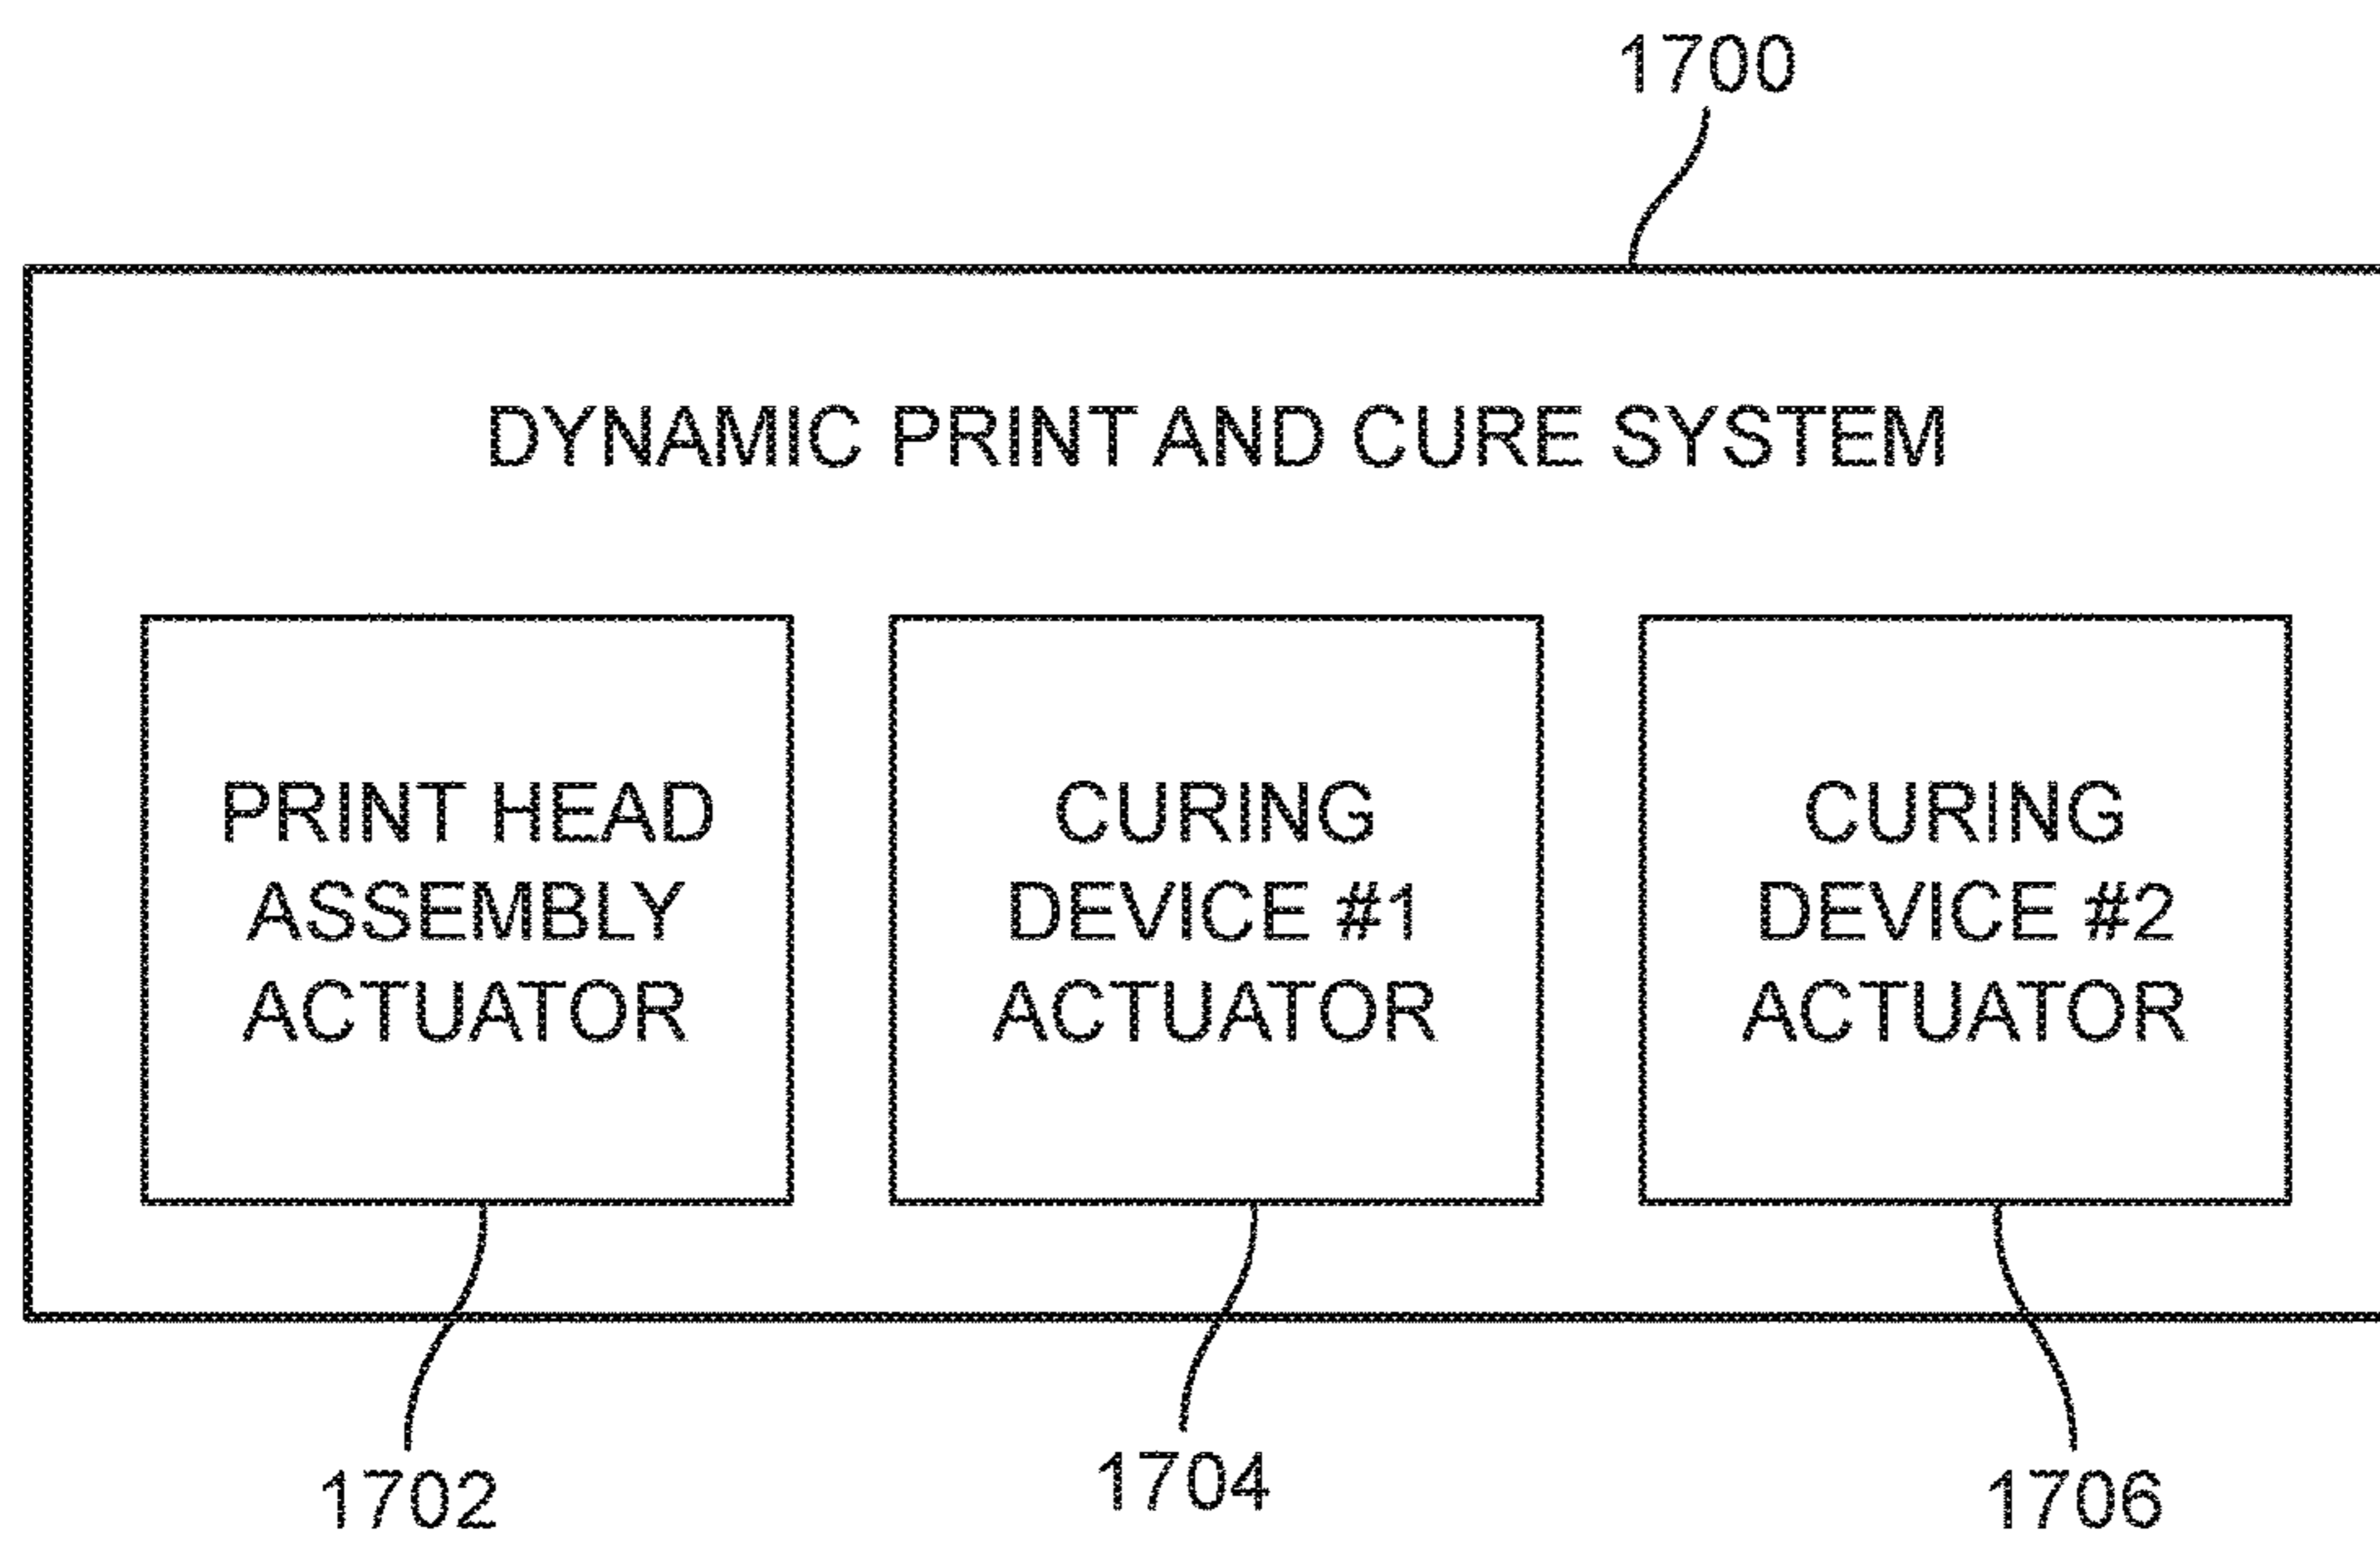 1700
DYNAMIC PRINT AND CURE SYSTEM
PRINT HEAD
ASSEMBLY
ACTUATOR
CURING
DEVICE #1
ACTUATOR
CURING
DEVICE #2
ACTUATOR
1702
1704
1706